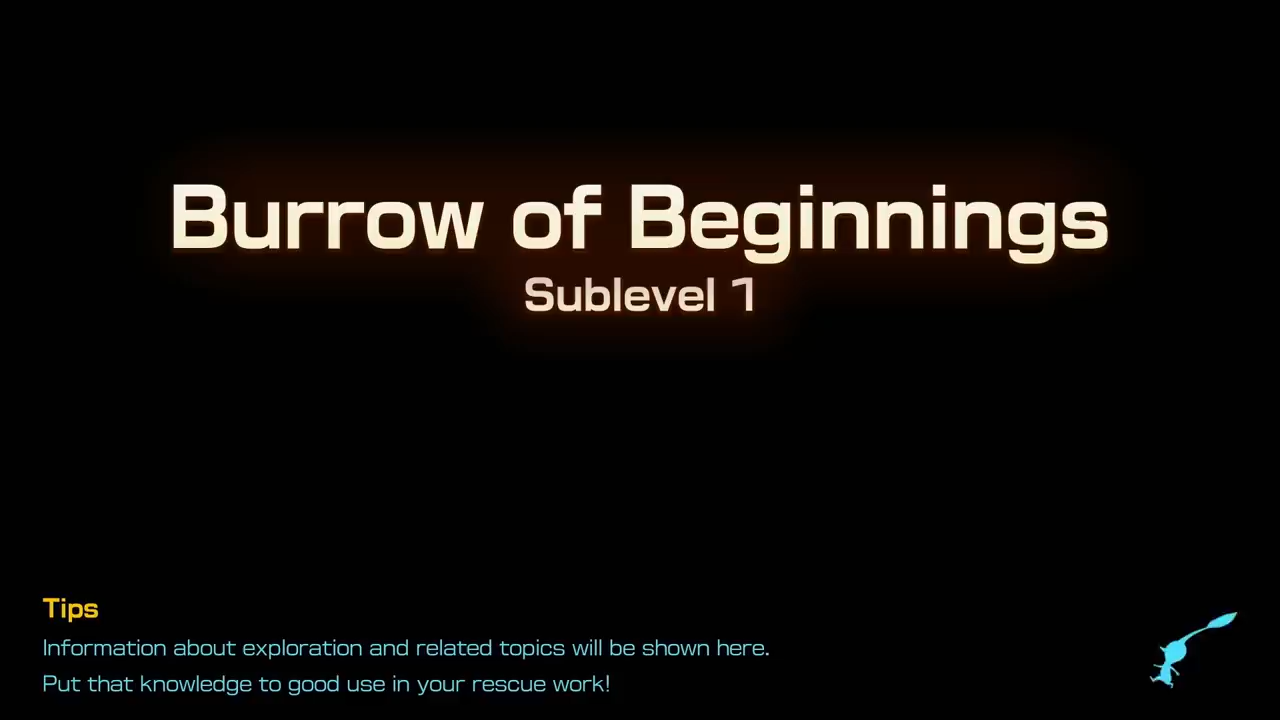 Burrow of Beginnings
Sublevel 1
Tips
Information about exploration and related topics will be shown here.
Put that knowledge to good use in your rescue work!